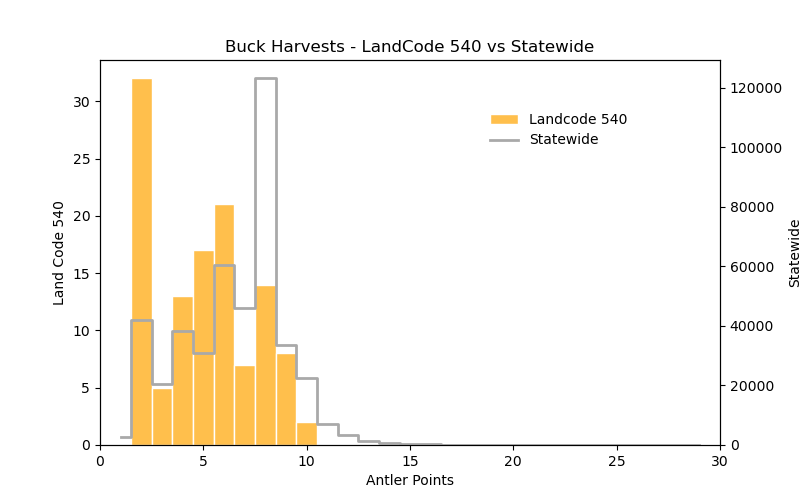 Buck Harvests - LandCode 540 vs Statewide
Land Code 540
0
5
10
15
20
25
30
Landcode 540
Statewide
0
20000
40000
60000
80000
100000
120000
Statewide
0 5 10 15 20 25 30
Antler Points